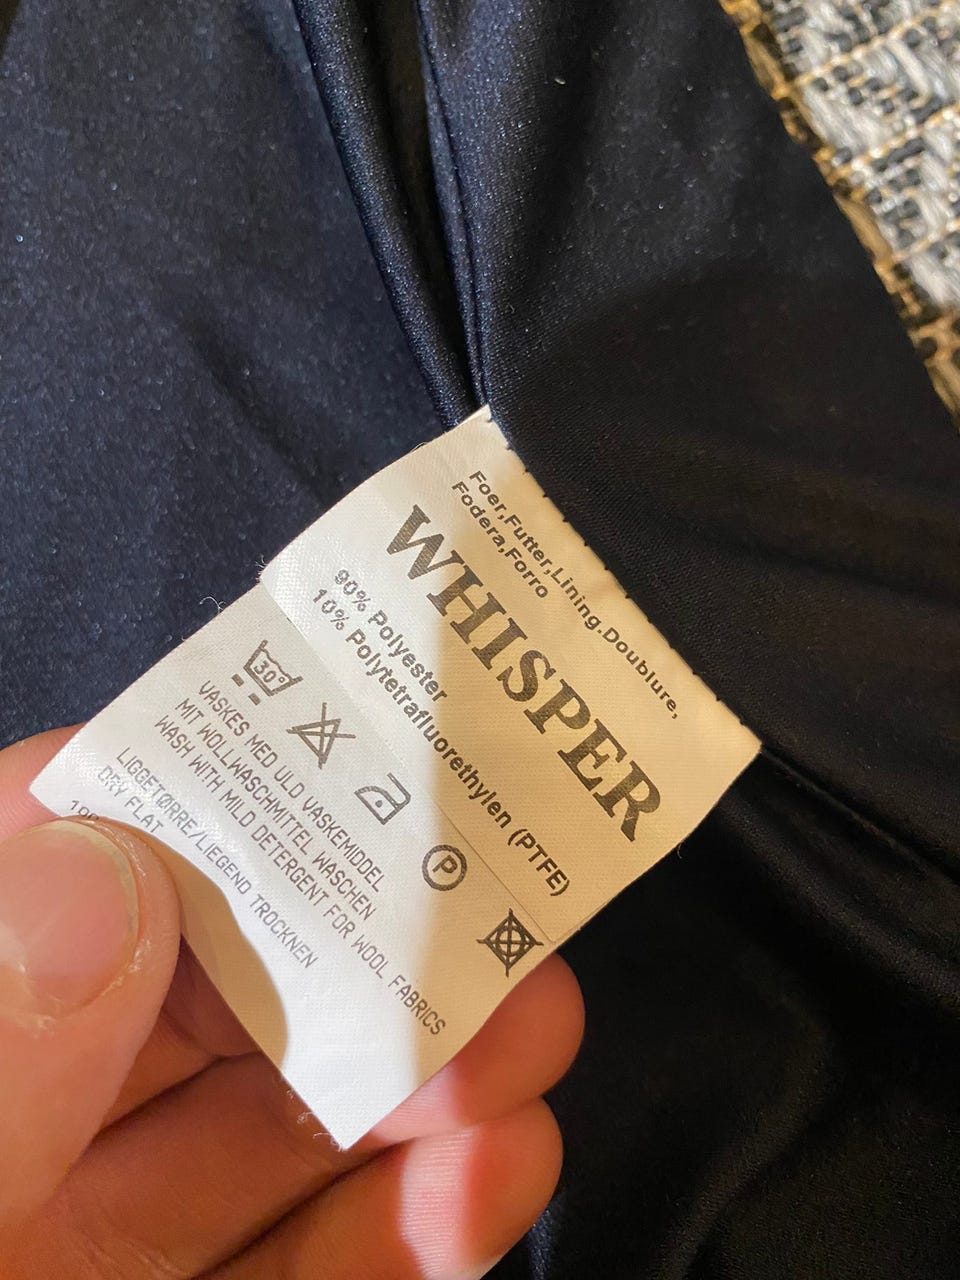 Foer,Futter,Lining.Doublure,
Fodera,Forro
WHISPER
90% Polyester
10% Polytetrafluorethylen (PTFE)
30°
P
VASKES MED ULD VASKEMIDDEL
MIT WOLLWASCHMITTEL WASCHEN
WASH WITH MILD DETERGENT FOR WOOL FABRICS
LIGGETØRRE/LIEGEND TROCKNEN
DRY FLAT